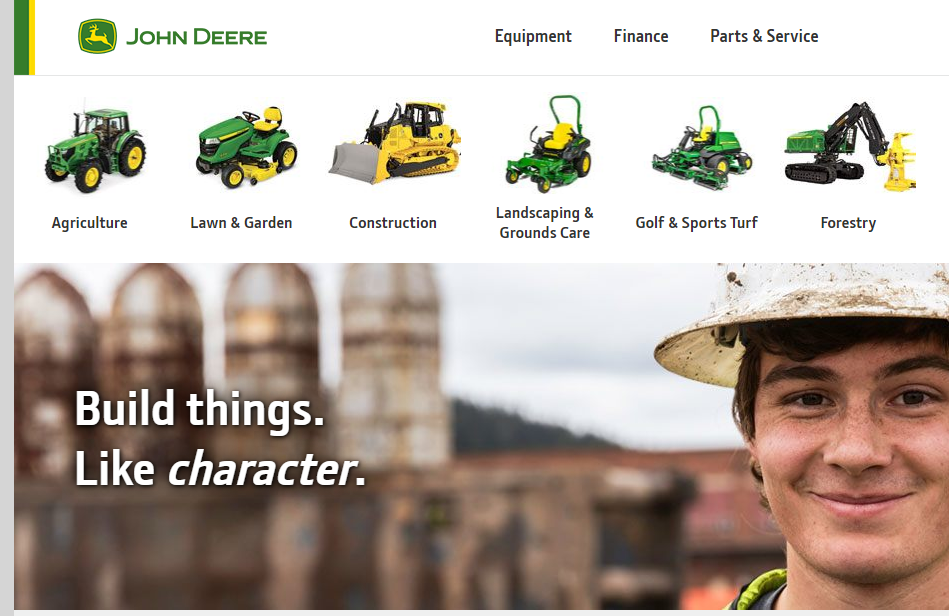 JOHN DEERE
Equipment
Finance
Parts & Service
Agriculture
Lawn & Garden
Construction
Landscaping &
Grounds Care
Golf & Sports Turf
Forestry
Build things.
Like character.